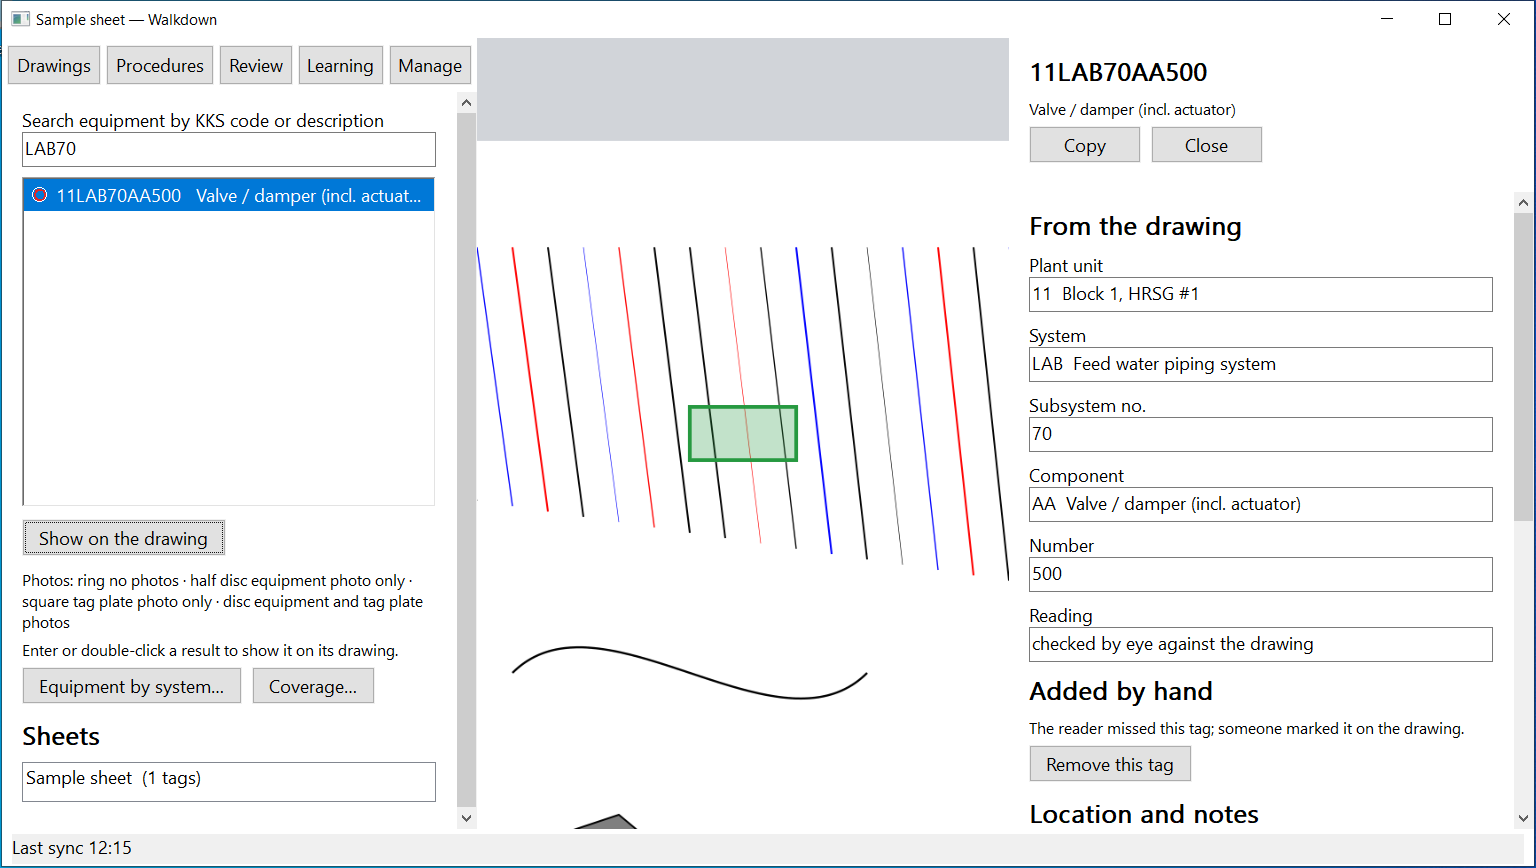 Sample sheet — Walkdown
Drawings
Procedures
Review
Learning
Manage
Search equipment by KKS code or description
LAB70
11LAB70AA500 Valve / damper (incl. actuat...
Show on the drawing
Photos: ring no photos · half disc equipment photo only ·
square tag plate photo only · disc equipment and tag plate
photos
Enter or double-click a result to show it on its drawing.
Equipment by system...
Coverage...
Sheets
Sample sheet (1 tags)
11LAB70AA500
Valve / damper (incl. actuator)
Copy
Close
From the drawing
Plant unit
11 Block 1, HRSG #1
System
LAB Feed water piping system
Subsystem no.
70
Component
AA Valve / damper (incl. actuator)
Number
500
Reading
checked by eye against the drawing
Added by hand
The reader missed this tag; someone marked it on the drawing.
Remove this tag
Location and notes
Last sync 12:15